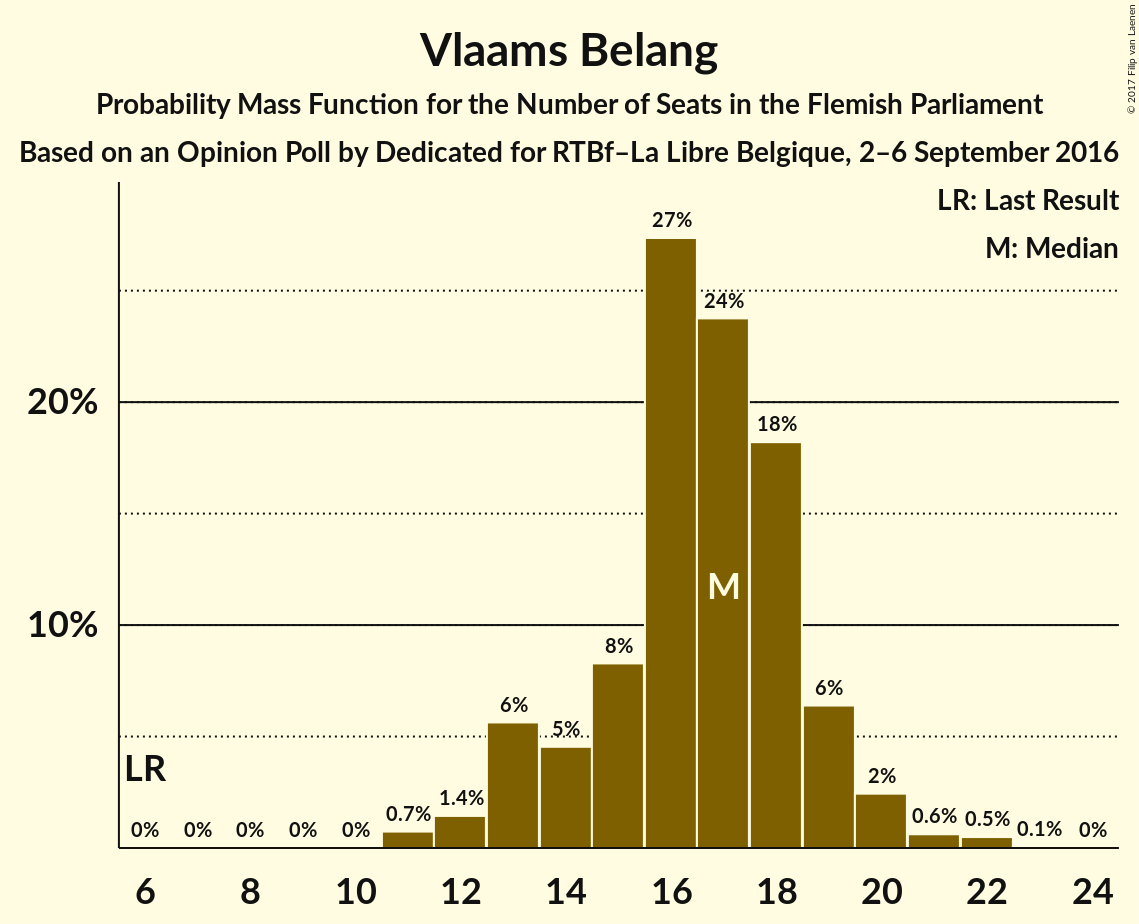 Vlaams Belang
Probability Mass Function for the Number of Seats in the Flemish Parliament
Based on an Opinion Poll by Dedicated for RTBf–La Libre Belgique, 2–6 September 2016
© 2017 Filip van Laenen
LR: Last Result
M: Median
20%
10%
LR
M
0% 0% 0% 0% 0% 0.7% 1.4% 6% 5% 8% 27% 24% 18% 6% 2% 0.6% 0.5% 0.1% 0%
6 8 10 12 14 16 18 20 22 24